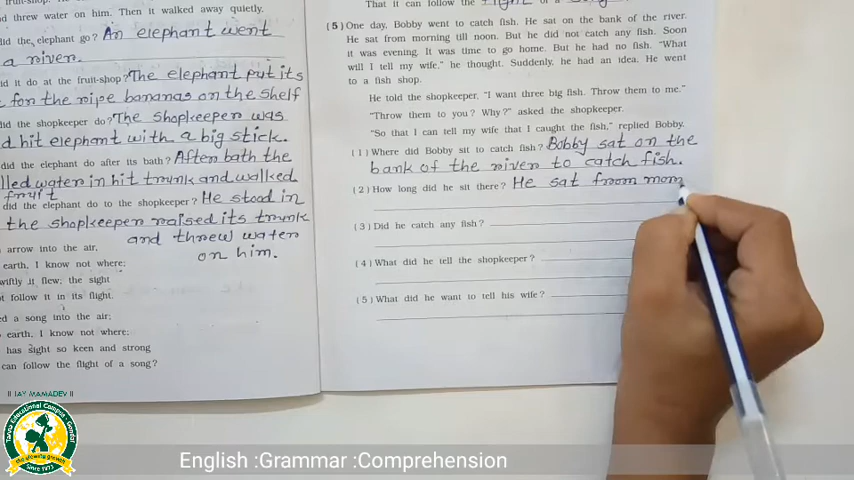 fruit-shop.
nd threw water on him. Then it walked away quietly.
did the elephant go? An elephant went
a river.
did it do at the fruit-shop? The elephant put its
for the ripe bananas on the shelf
did the shopkeeper do? The shopkeeper was
d hit elephant with a big stick.
did the elephant do after its bath? After bath the
lled water in hit trunk and walked
fruit
did the elephant do to the shopkeeper? He stood in
the shopkeeper raised its trunk
and threw water
on him.
n arrow into the air,
earth, I know not where;
wiftly it flew; the sight
ot follow it in its flight.
ed a song into the air;
o earth, I know not where;
has sight so keen and strong
can follow the flight of a song?
|| JAY MAMADEV ||
That it can follow the flight of
(5) One day, Bobby went to catch fish. He sat on the bank of the river.
He sat from morning till noon. But he did not catch any fish. Soon
it was evening. It was time to go home. But he had no fish. "What
will I tell my wife." he thought. Suddenly, he had an idea. He went
to a fish shop.
He told the shopkeeper, "I want three big fish. Throw them to me."
"Throw them to you? Why?" asked the shopkeeper.
"So that I can tell my wife that I caught the fish," replied Bobby.
(1) Where did Bobby sit to catch fish? Bobby sat on the
bank of the river to catch fish.
(2) How long did he sit there? He sat from morn
(3) Did he catch any fish?
(4) What did he tell the shopkeeper?
(5) What did he want to tell his wife?
Educational Campus
Since 1973
English :Grammar :Comprehension